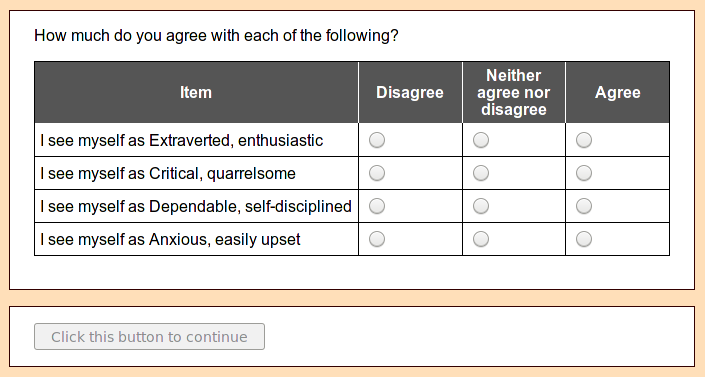 How much do you agree with each of the following?
Item Disagree Neither agree nor disagree Agree
I see myself as Extraverted, enthusiastic
I see myself as Critical, quarrelsome
I see myself as Dependable, self-disciplined
I see myself as Anxious, easily upset
Click this button to continue